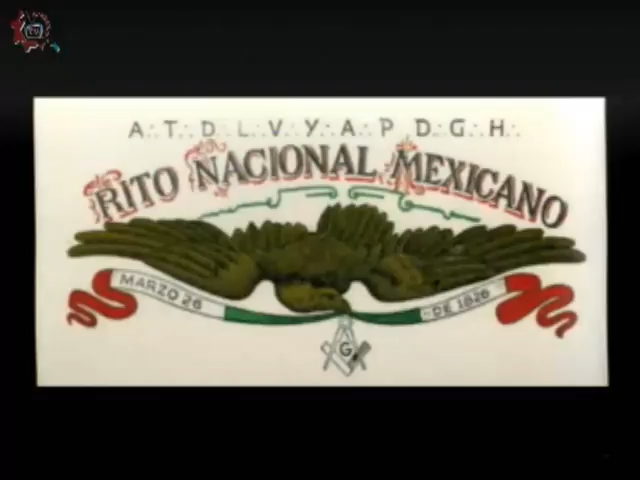 A∴T∴D∴L∴V∴Y∴A∴P∴D∴G∴H∴
RITO NACIONAL MEXICANO
MARZO 26 DE 1826
G